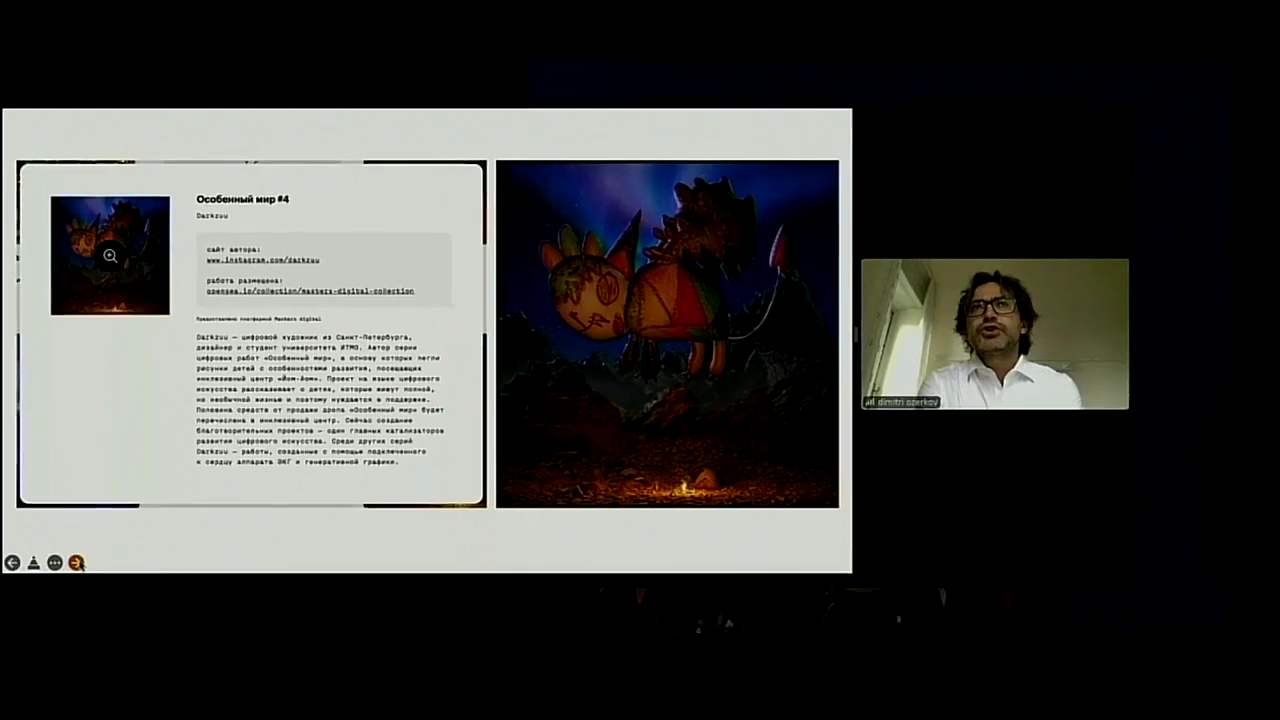 Особенный мир #4
Darkzuu
сайт автора:
www.instagram.com/darkzuu
работа размещена:
opensea.io/collection/masters-digital-collection
Предоставлено платформой Masters digital
Darkzuu — цифровой художник из Санкт-Петербурга,
дизайнер и студент университета ИТМО. Автор серии
цифровых работ «Особенный мир», в основу которых легли
рисунки детей с особенностями развития, посещающих
инклюзивный центр «Йом-йом». Проект на языке цифрового
искусства рассказывает о детях, которые живут полной,
но необычной жизнью и поэтому нуждаются в поддержке.
Половина средств от продажи дропа «Особенный мир» будет
перечислена в инклюзивный центр. Сейчас создание
благотворительных проектов — один главных катализаторов
развития цифрового искусства. Среди других серий
Darkzuu — работы, созданные с помощью подключенного
к сердцу аппарата ЭКГ и генеративной графики.
dimitri ozerkov